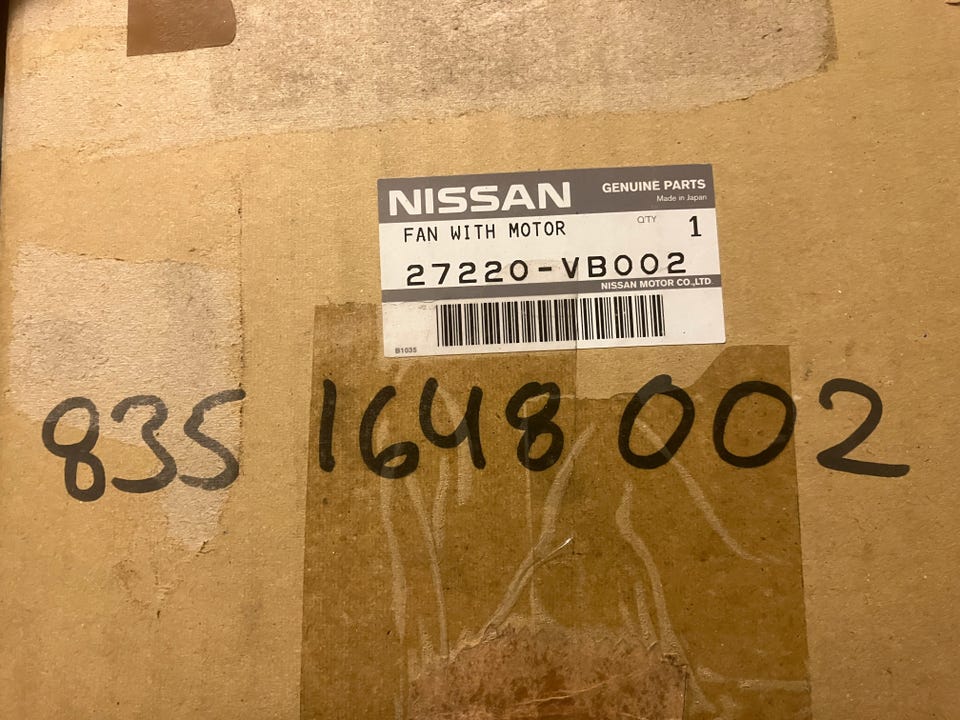 NISSAN GENUINE PARTS
Made in Japan
FAN WITH MOTOR Q'TY 1
27220-VB002
NISSAN MOTOR CO.,LTD.
B1035
835 1648 002